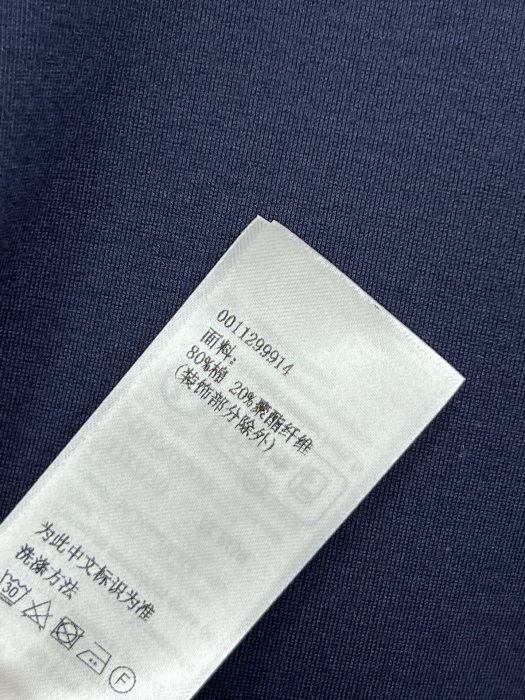 0011299914
面料:
80%棉 20%聚酯纤维
(装饰部分除外)
为此中文标识为准
洗涤方法
30
F